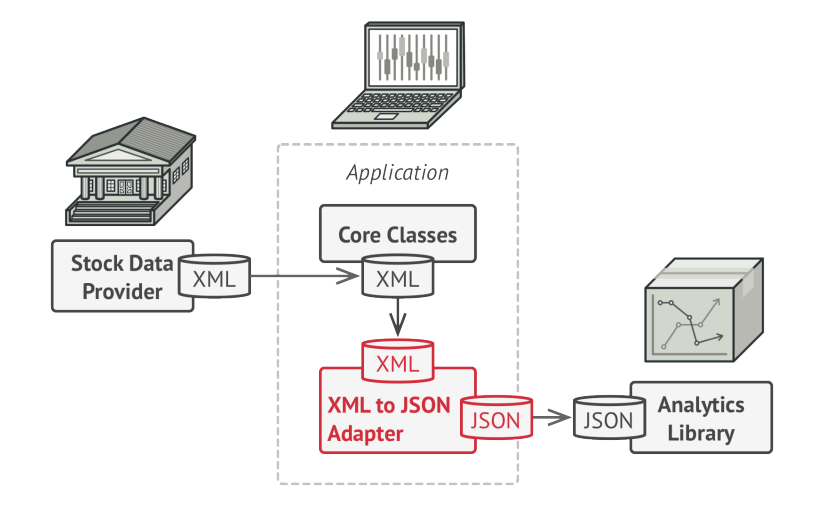 Application
Core Classes
Stock Data
Provider
XML
XML
XML
XML to JSON
Adapter
JSON
JSON
Analytics
Library